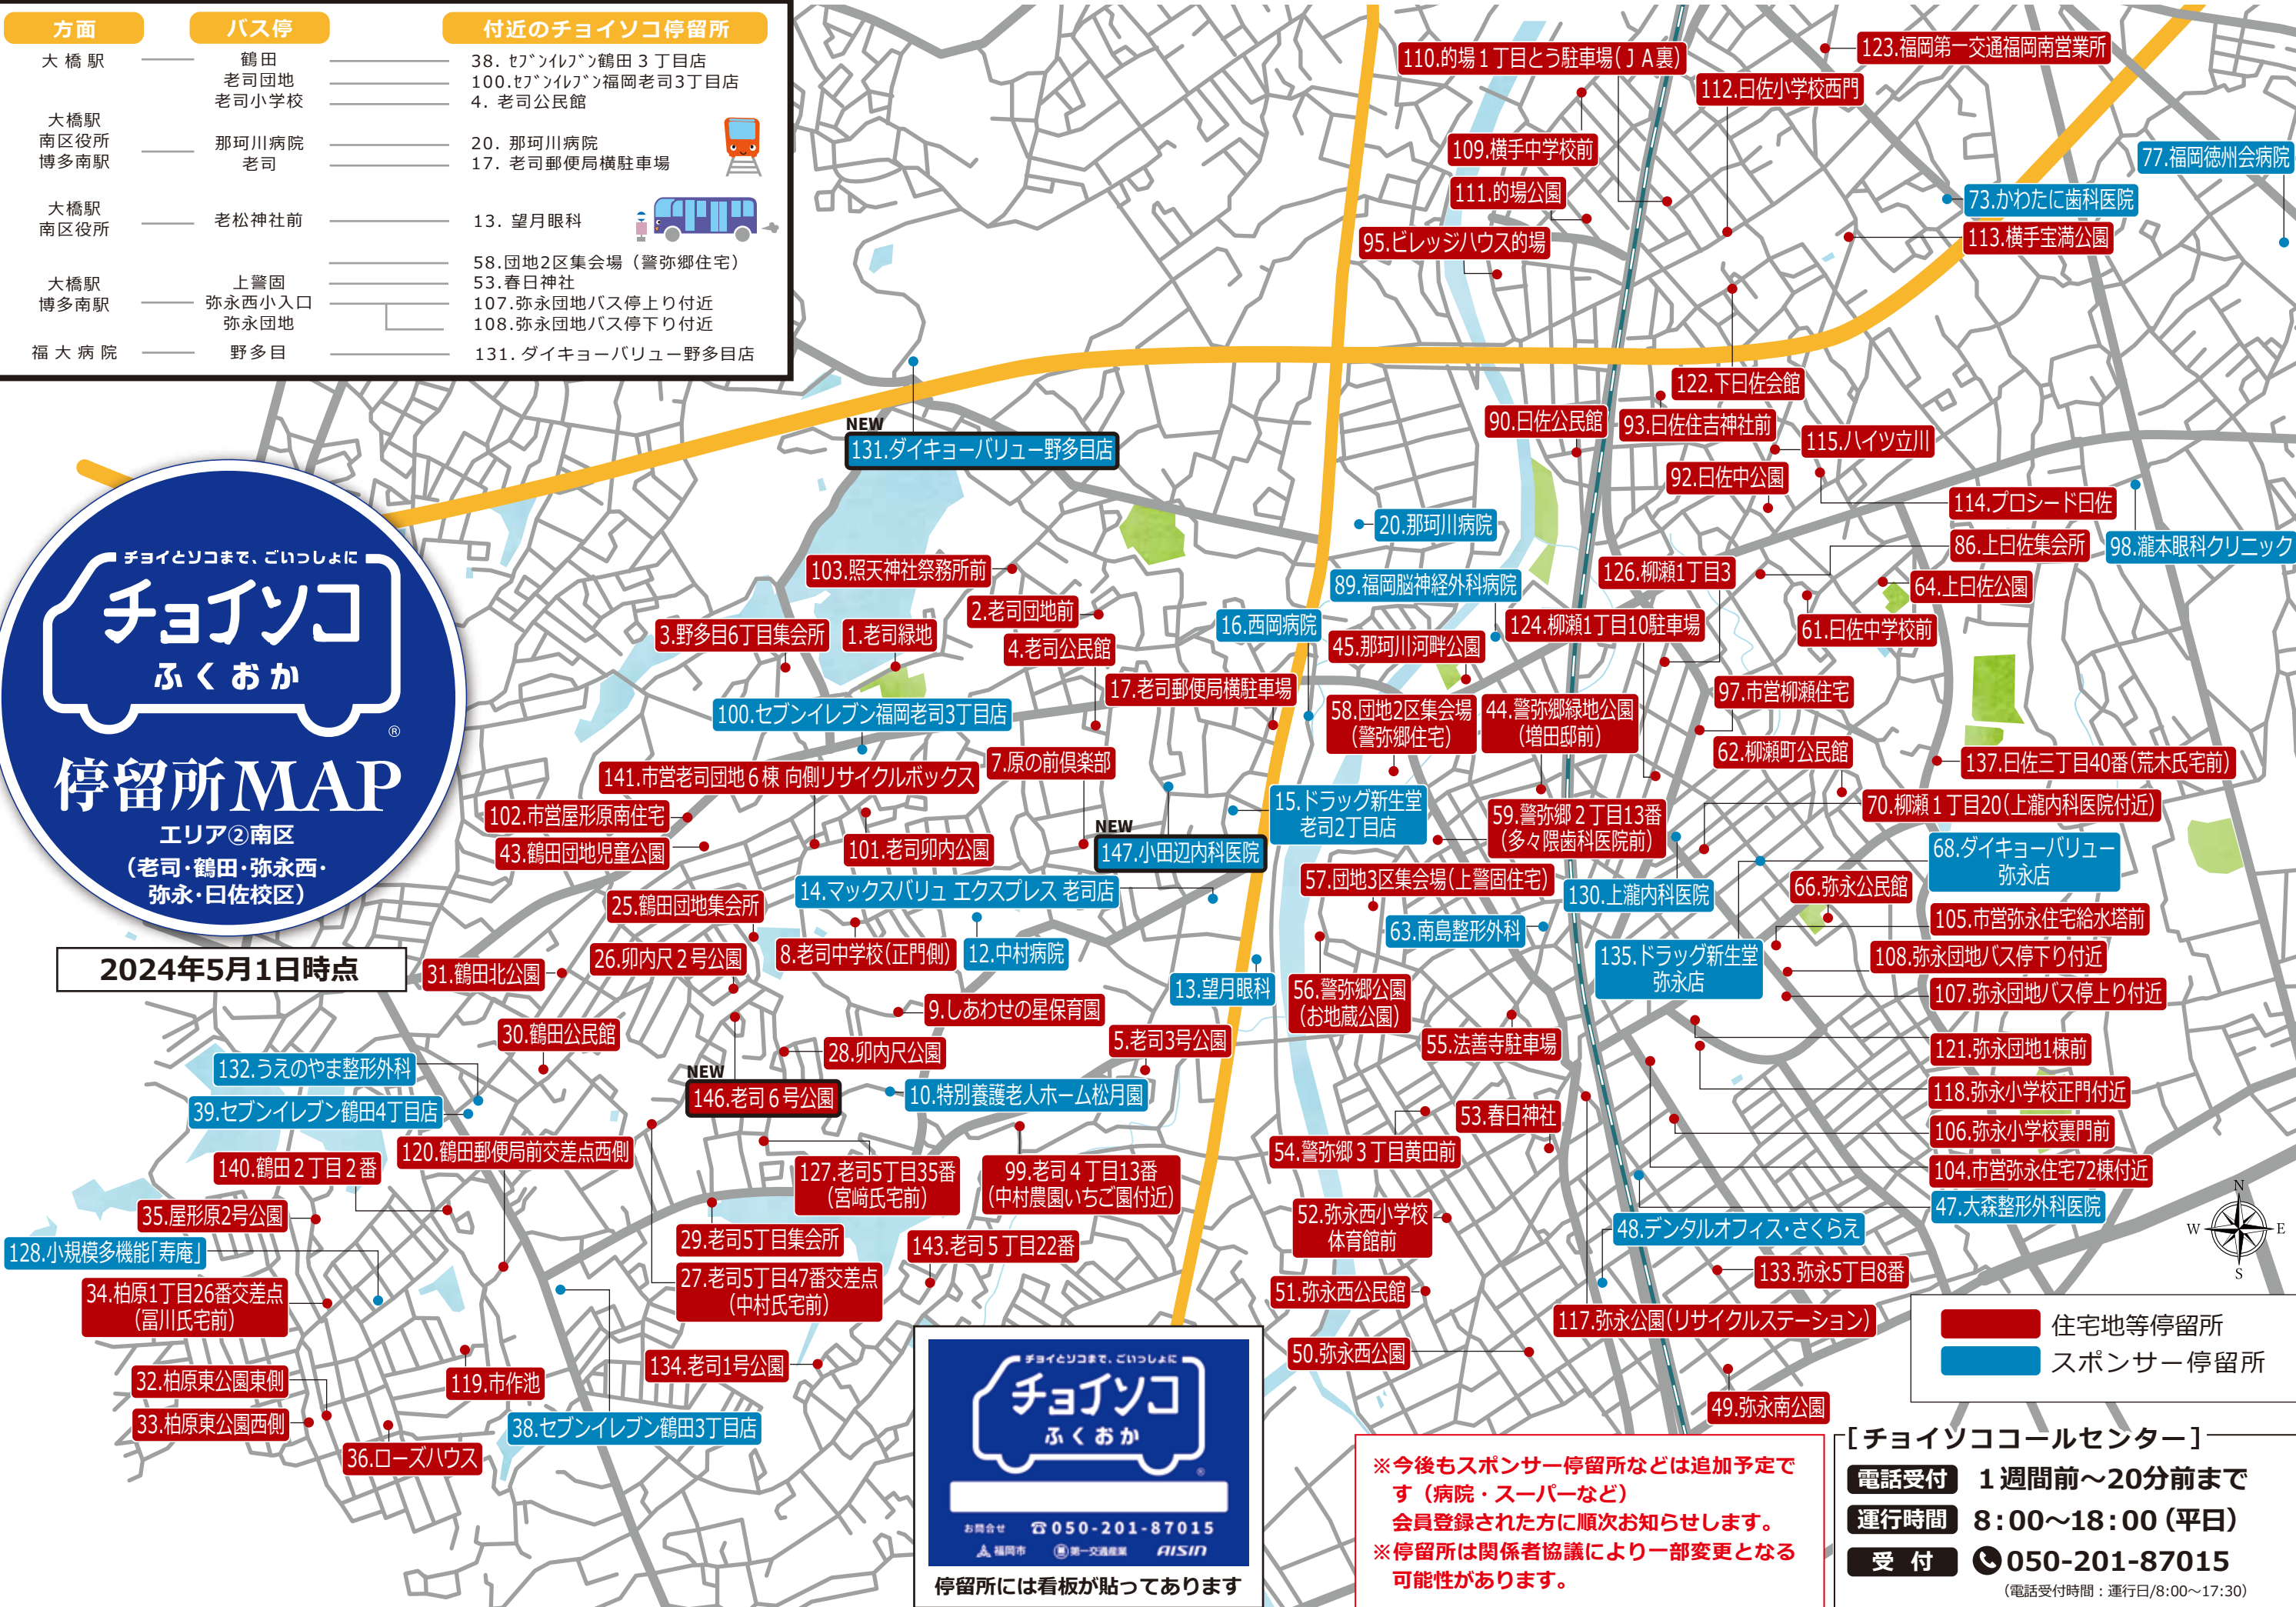 方面 バス停 付近のチョイソコ停留所
大橋駅 鶴田 38. ｾﾌﾞﾝｲﾚﾌﾞﾝ鶴田３丁目店
老司団地 100.ｾﾌﾞﾝｲﾚﾌﾞﾝ福岡老司3丁目店
老司小学校 4. 老司公民館
大橋駅
南区役所
博多南駅
那珂川病院 20. 那珂川病院
老司 17. 老司郵便局横駐車場
大橋駅
南区役所
老松神社前 13. 望月眼科
58.団地2区集会場（警弥郷住宅）
大橋駅
博多南駅
上警固 53.春日神社
弥永西小入口 107.弥永団地バス停上り付近
弥永団地 108.弥永団地バス停下り付近
福大病院 野多目 131. ダイキョーバリュー野多目店
チョイとソコまで、ごいっしょに
チョイソコ
ふくおか
®
停留所MAP
エリア②南区
（老司・鶴田・弥永西・
弥永・曰佐校区）
2024年5月1日時点
110.的場１丁目とう駐車場（ＪＡ裏）
123.福岡第一交通福岡南営業所
112.曰佐小学校西門
109.横手中学校前
77.福岡徳州会病院
111.的場公園
73.かわたに歯科医院
95.ビレッジハウス的場
113.横手宝満公園
122.下曰佐会館
NEW
131.ダイキョーバリュー野多目店
90.曰佐公民館
93.曰佐住吉神社前
115.ハイツ立川
92.曰佐中公園
114.プロシード曰佐
20.那珂川病院
86.上曰佐集会所
98.瀧本眼科クリニック
103.照天神社祭務所前
89.福岡脳神経外科病院
126.柳瀬1丁目3
64.上曰佐公園
2.老司団地前
16.西岡病院
124.柳瀬1丁目10駐車場
61.曰佐中学校前
3.野多目6丁目集会所
1.老司緑地
4.老司公民館
45.那珂川河畔公園
17.老司郵便局横駐車場
97.市営柳瀬住宅
100.セブンイレブン福岡老司3丁目店
58.団地2区集会場
（警弥郷住宅）
44.警弥郷緑地公園
（増田邸前）
62.柳瀬町公民館
7.原の前倶楽部
137.曰佐三丁目40番（荒木氏宅前）
141.市営老司団地６棟 向側リサイクルボックス
15.ドラッグ新生堂
老司2丁目店
70.柳瀬１丁目20（上瀧内科医院付近）
102.市営屋形原南住宅
59.警弥郷２丁目13番
（多々隈歯科医院前）
43.鶴田団地児童公園
101.老司卯内公園
NEW
147.小田辺内科医院
68.ダイキョーバリュー
弥永店
57.団地3区集会場（上警固住宅）
14.マックスバリュ エクスプレス 老司店
130.上瀧内科医院
66.弥永公民館
25.鶴田団地集会所
105.市営弥永住宅給水塔前
63.南島整形外科
26.卯内尺２号公園
8.老司中学校（正門側）
12.中村病院
135.ドラッグ新生堂
弥永店
108.弥永団地バス停下り付近
31.鶴田北公園
13.望月眼科
56.警弥郷公園
（お地蔵公園）
107.弥永団地バス停上り付近
9.しあわせの星保育園
30.鶴田公民館
5.老司3号公園
55.法善寺駐車場
121.弥永団地1棟前
28.卯内尺公園
132.うえのやま整形外科
NEW
146.老司６号公園
10.特別養護老人ホーム松月園
118.弥永小学校正門付近
39.セブンイレブン鶴田4丁目店
53.春日神社
106.弥永小学校裏門前
120.鶴田郵便局前交差点西側
54.警弥郷３丁目黄田前
140.鶴田２丁目２番
127.老司5丁目35番
（宮﨑氏宅前）
99.老司４丁目13番
（中村農園いちご園付近）
104.市営弥永住宅72棟付近
35.屋形原2号公園
52.弥永西小学校
体育館前
47.大森整形外科医院
48.デンタルオフィス・さくらえ
128.小規模多機能「寿庵」
29.老司5丁目集会所
143.老司５丁目22番
133.弥永5丁目8番
34.柏原1丁目26番交差点
（冨川氏宅前）
27.老司5丁目47番交差点
（中村氏宅前）
51.弥永西公民館
117.弥永公園（リサイクルステーション）
50.弥永西公園
134.老司1号公園
32.柏原東公園東側
119.市作池
49.弥永南公園
33.柏原東公園西側
38.セブンイレブン鶴田3丁目店
36.ローズハウス
N
W E
S
住宅地等停留所
スポンサー停留所
チョイとソコまで、ごいっしょに
チョイソコ
ふくおか
®
お問合せ ☎050-201-87015
福岡市 第一交通産業 AISIN
停留所には看板が貼ってあります
※今後もスポンサー停留所などは追加予定で
す（病院・スーパーなど）
会員登録された方に順次お知らせします。
※停留所は関係者協議により一部変更となる
可能性があります。
［チョイソココールセンター］
電話受付 １週間前～20分前まで
運行時間 8:00～18:00（平日）
受付 050-201-87015
（電話受付時間：運行日/8:00～17:30）